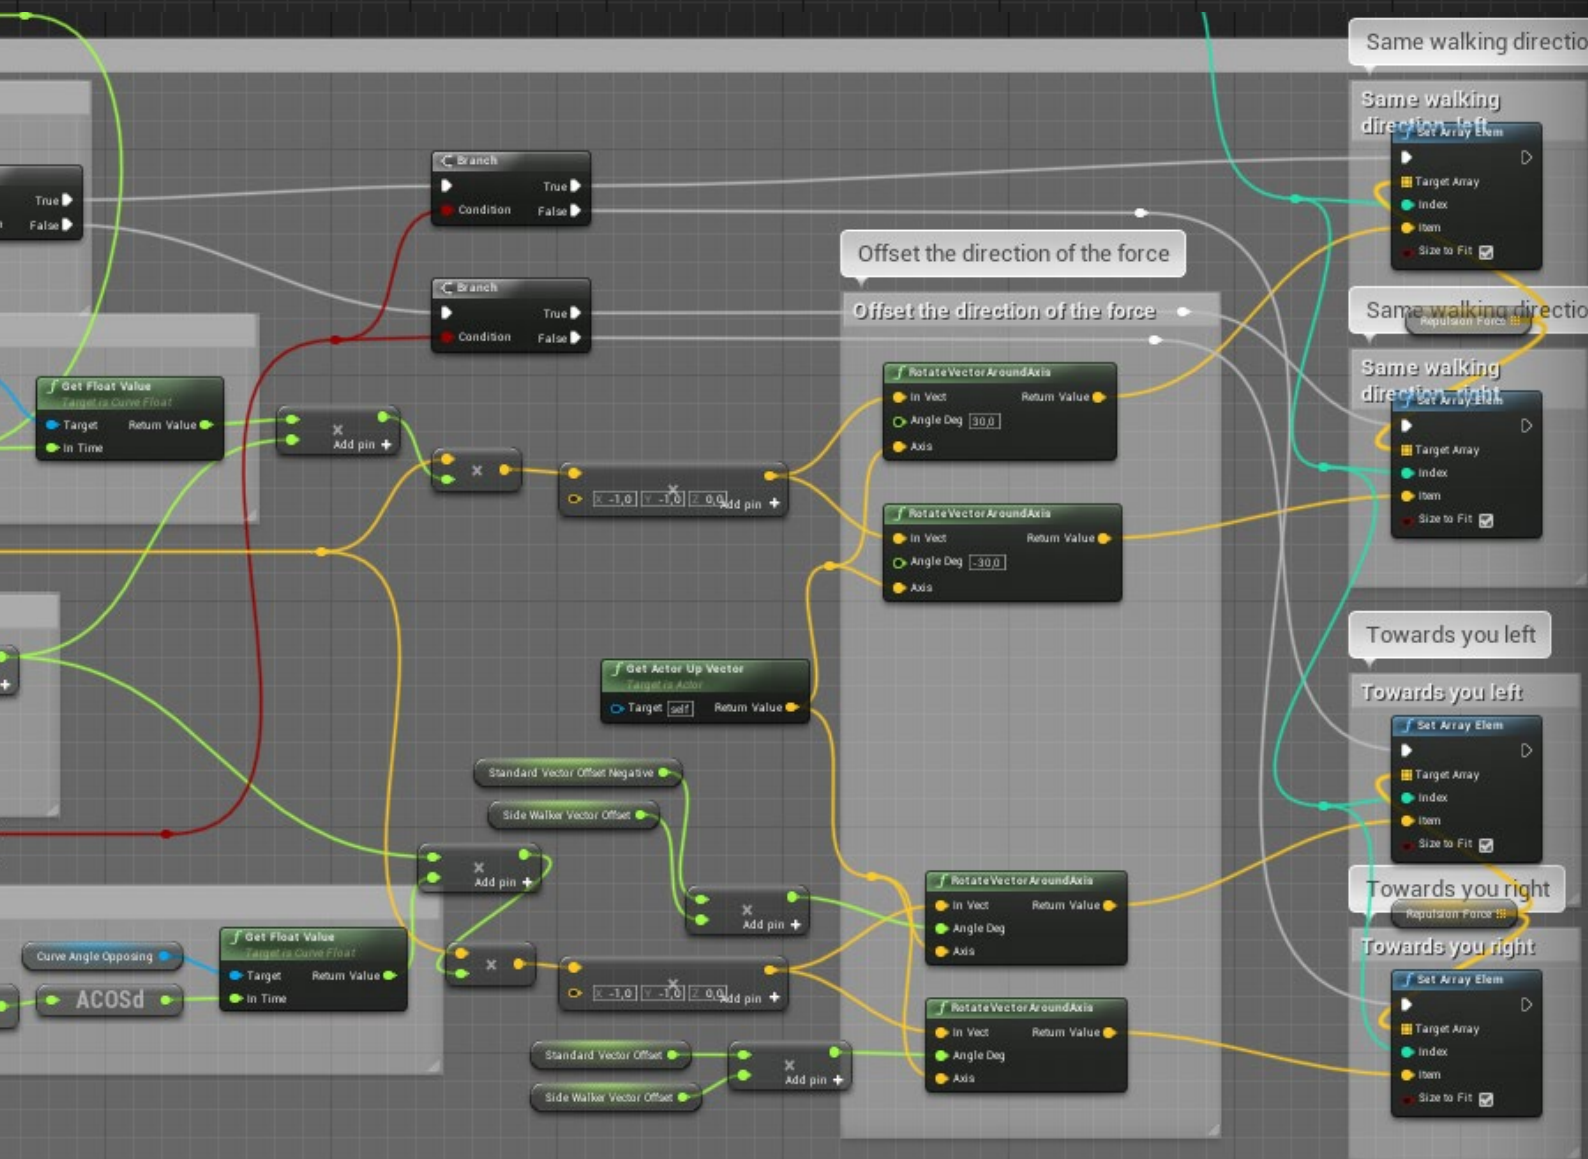 Same walking directio
Same walking
direction, left
Set Array Elem
Target Array
Index
Item
Size to Fit
Branch
True
Condition
False
True
False
Branch
True
Condition
False
Offset the direction of the force
Offset the direction of the force
Same walking directio
Repulsion Force
Same walking
direction, right
Set Array Elem
Target Array
Index
Item
Size to Fit
RotateVectorAroundAxis
In Vect Return Value
Angle Deg 30,0
Axis
Get Float Value
Target is Curve Float
Target Return Value
In Time
Add pin +
X -1,0 Y -1,0 Z 0,0
Add pin +
RotateVectorAroundAxis
In Vect Return Value
Angle Deg -30,0
Axis
Get Actor Up Vector
Target is Actor
Target self Return Value
Towards you left
Towards you left
Set Array Elem
Target Array
Index
Item
Size to Fit
Standard Vector Offset Negative
Side Walker Vector Offset
Add pin +
Add pin +
RotateVectorAroundAxis
In Vect Return Value
Angle Deg
Axis
Towards you right
Repulsion Force
Towards you right
Set Array Elem
Target Array
Index
Item
Size to Fit
Curve Angle Opposing
ACOSd
Get Float Value
Target is Curve Float
Target Return Value
In Time
X -1,0 Y -1,0 Z 0,0
Add pin +
RotateVectorAroundAxis
In Vect Return Value
Angle Deg
Axis
Standard Vector Offset
Side Walker Vector Offset
Add pin +